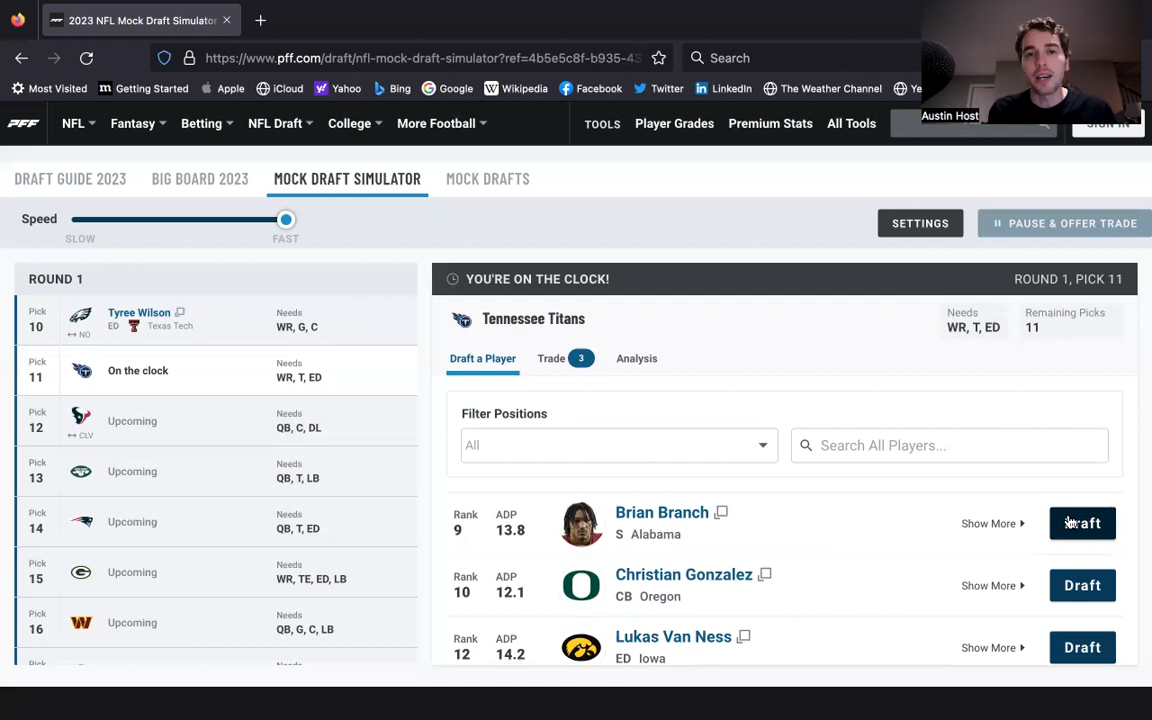 2023 NFL Mock Draft Simulator
https://www.pff.com/draft/nfl-mock-draft-simulator?ref=4b5e5c8f-b935-43
Search
Most Visited
Getting Started
Apple
iCloud
Yahoo
Bing
Google
Wikipedia
Facebook
Twitter
LinkedIn
The Weather Channel
Ye
Austin Host
PFF
NFL
Fantasy
Betting
NFL Draft
College
More Football
TOOLS
Player Grades
Premium Stats
All Tools
SIGN IN
DRAFT GUIDE 2023
BIG BOARD 2023
MOCK DRAFT SIMULATOR
MOCK DRAFTS
Speed
SLOW
FAST
SETTINGS
PAUSE & OFFER TRADE
ROUND 1
Pick
10
NO
Tyree Wilson
ED
Texas Tech
Needs
WR, G, C
Pick
11
On the clock
Needs
WR, T, ED
Pick
12
CLV
Upcoming
Needs
QB, C, DL
Pick
13
Upcoming
Needs
QB, T, LB
Pick
14
Upcoming
Needs
QB, T, ED
Pick
15
Upcoming
Needs
WR, TE, ED, LB
Pick
16
Upcoming
Needs
QB, G, C, LB
Pick
YOU'RE ON THE CLOCK!
ROUND 1, PICK 11
Tennessee Titans
Needs
WR, T, ED
Remaining Picks
11
Draft a Player
Trade 3
Analysis
Filter Positions
All
Search All Players...
Rank
9
ADP
13.8
Brian Branch
S Alabama
Show More
Draft
Rank
10
ADP
12.1
Christian Gonzalez
CB Oregon
Show More
Draft
Rank
12
ADP
14.2
Lukas Van Ness
ED Iowa
Show More
Draft